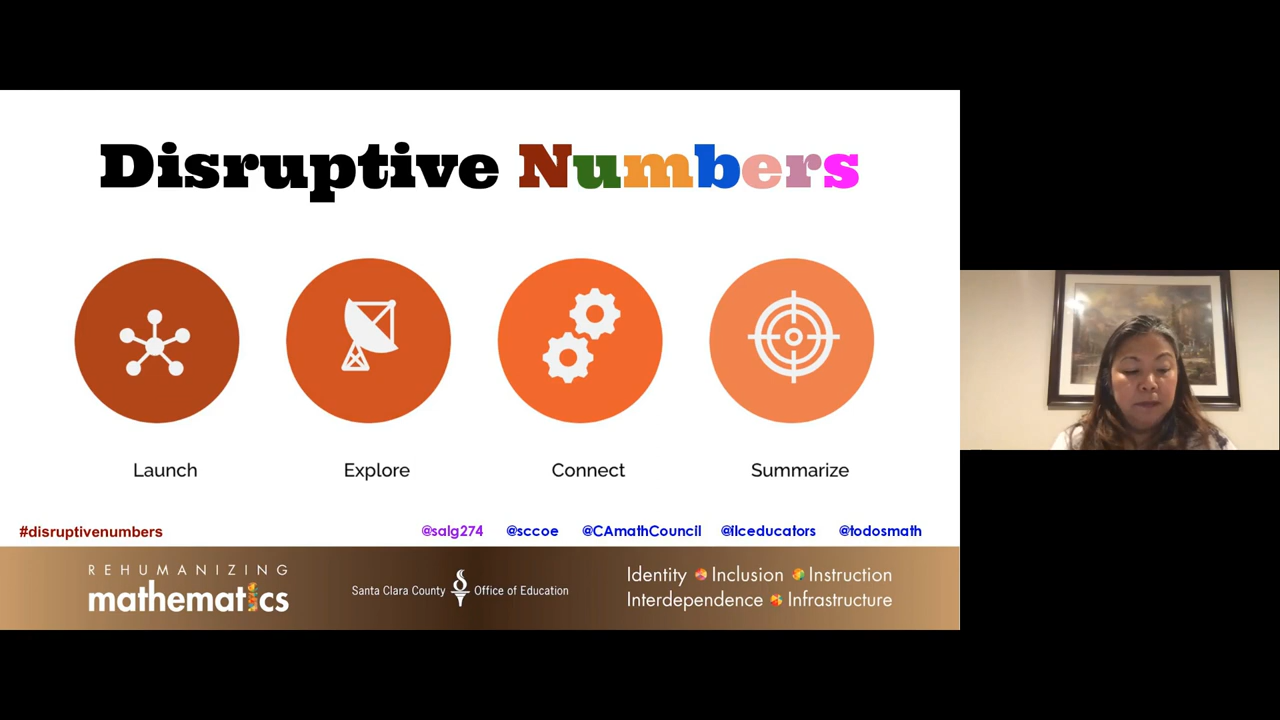 Disruptive Numbers
Launch
Explore
Connect
Summarize
#disruptivenumbers
@salg274 @sccoe @CAmathCouncil @ilceducators @todosmath
REHUMANIZING
mathematics
Santa Clara County Office of Education
Identity Inclusion Instruction
Interdependence Infrastructure